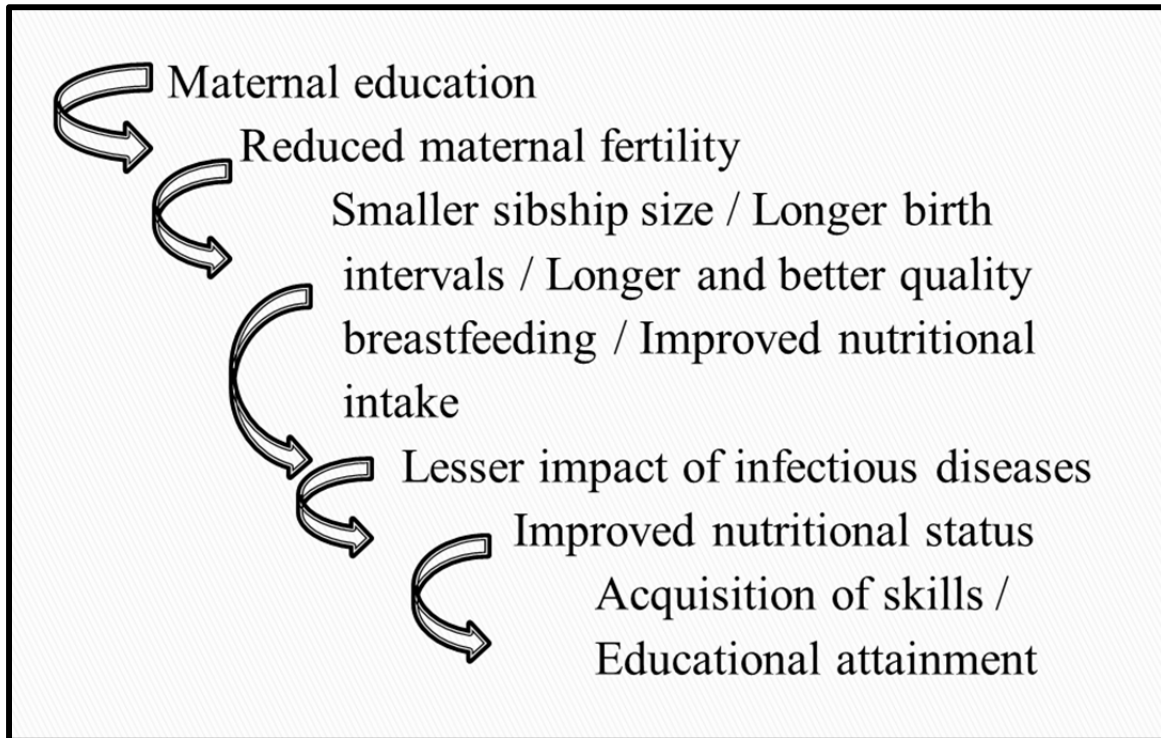 Maternal education
Reduced maternal fertility
Smaller sibship size / Longer birth
intervals / Longer and better quality
breastfeeding / Improved nutritional
intake
Lesser impact of infectious diseases
Improved nutritional status
Acquisition of skills /
Educational attainment